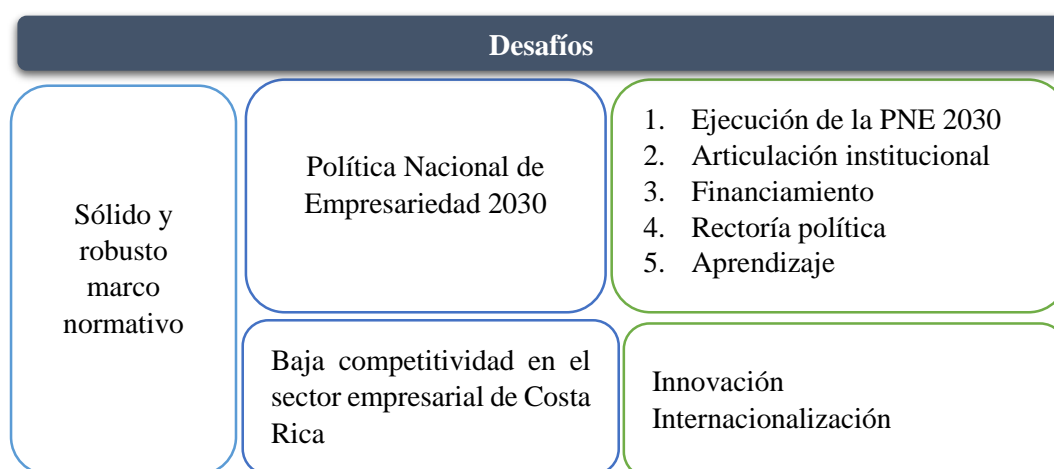 Desafíos
Sólido y
robusto
marco
normativo
Política Nacional de
Empresariedad 2030
1. Ejecución de la PNE 2030
2. Articulación institucional
3. Financiamiento
4. Rectoría política
5. Aprendizaje
Baja competitividad en el
sector empresarial de Costa
Rica
Innovación
Internacionalización